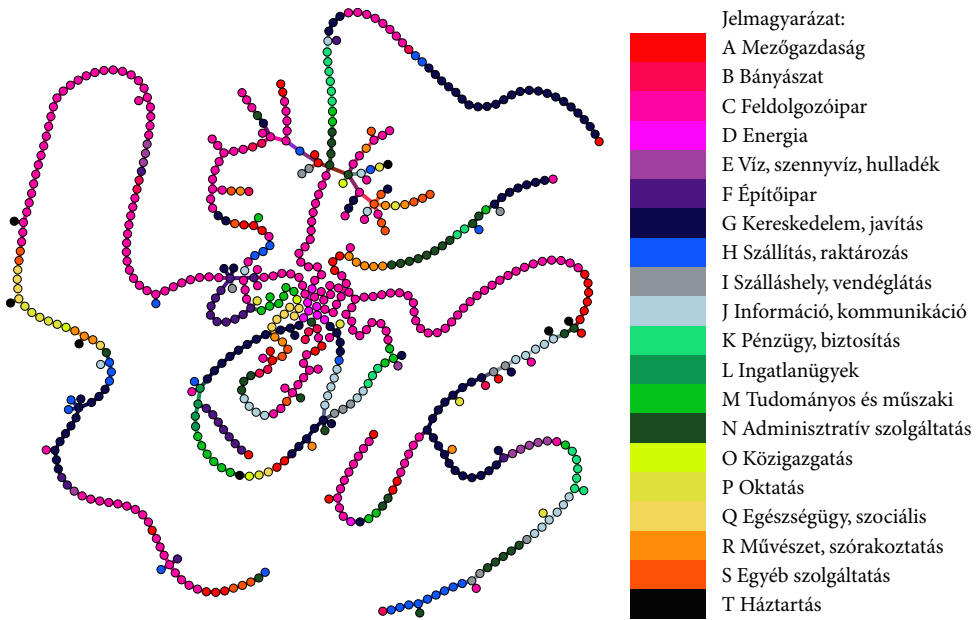 Jelmagyarázat:
A Mezőgazdaság
B Bányászat
C Feldolgozóipar
D Energia
E Víz, szennyvíz, hulladék
F Építőipar
G Kereskedelem, javítás
H Szállítás, raktározás
I Szálláshely, vendéglátás
J Információ, kommunikáció
K Pénzügy, biztosítás
L Ingatlanügyek
M Tudományos és műszaki
N Adminisztratív szolgáltatás
O Közigazgatás
P Oktatás
Q Egészségügy, szociális
R Művészet, szórakoztatás
S Egyéb szolgáltatás
T Háztartás